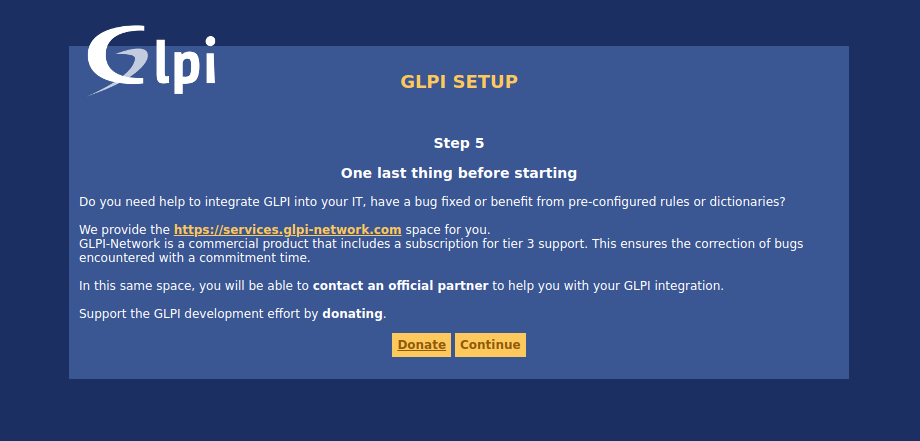 Glpi
GLPI SETUP
Step 5
One last thing before starting
Do you need help to integrate GLPI into your IT, have a bug fixed or benefit from pre-configured rules or dictionaries?
We provide the https://services.glpi-network.com space for you.
GLPI-Network is a commercial product that includes a subscription for tier 3 support. This ensures the correction of bugs
encountered with a commitment time.
In this same space, you will be able to contact an official partner to help you with your GLPI integration.
Support the GLPI development effort by donating.
Donate Continue